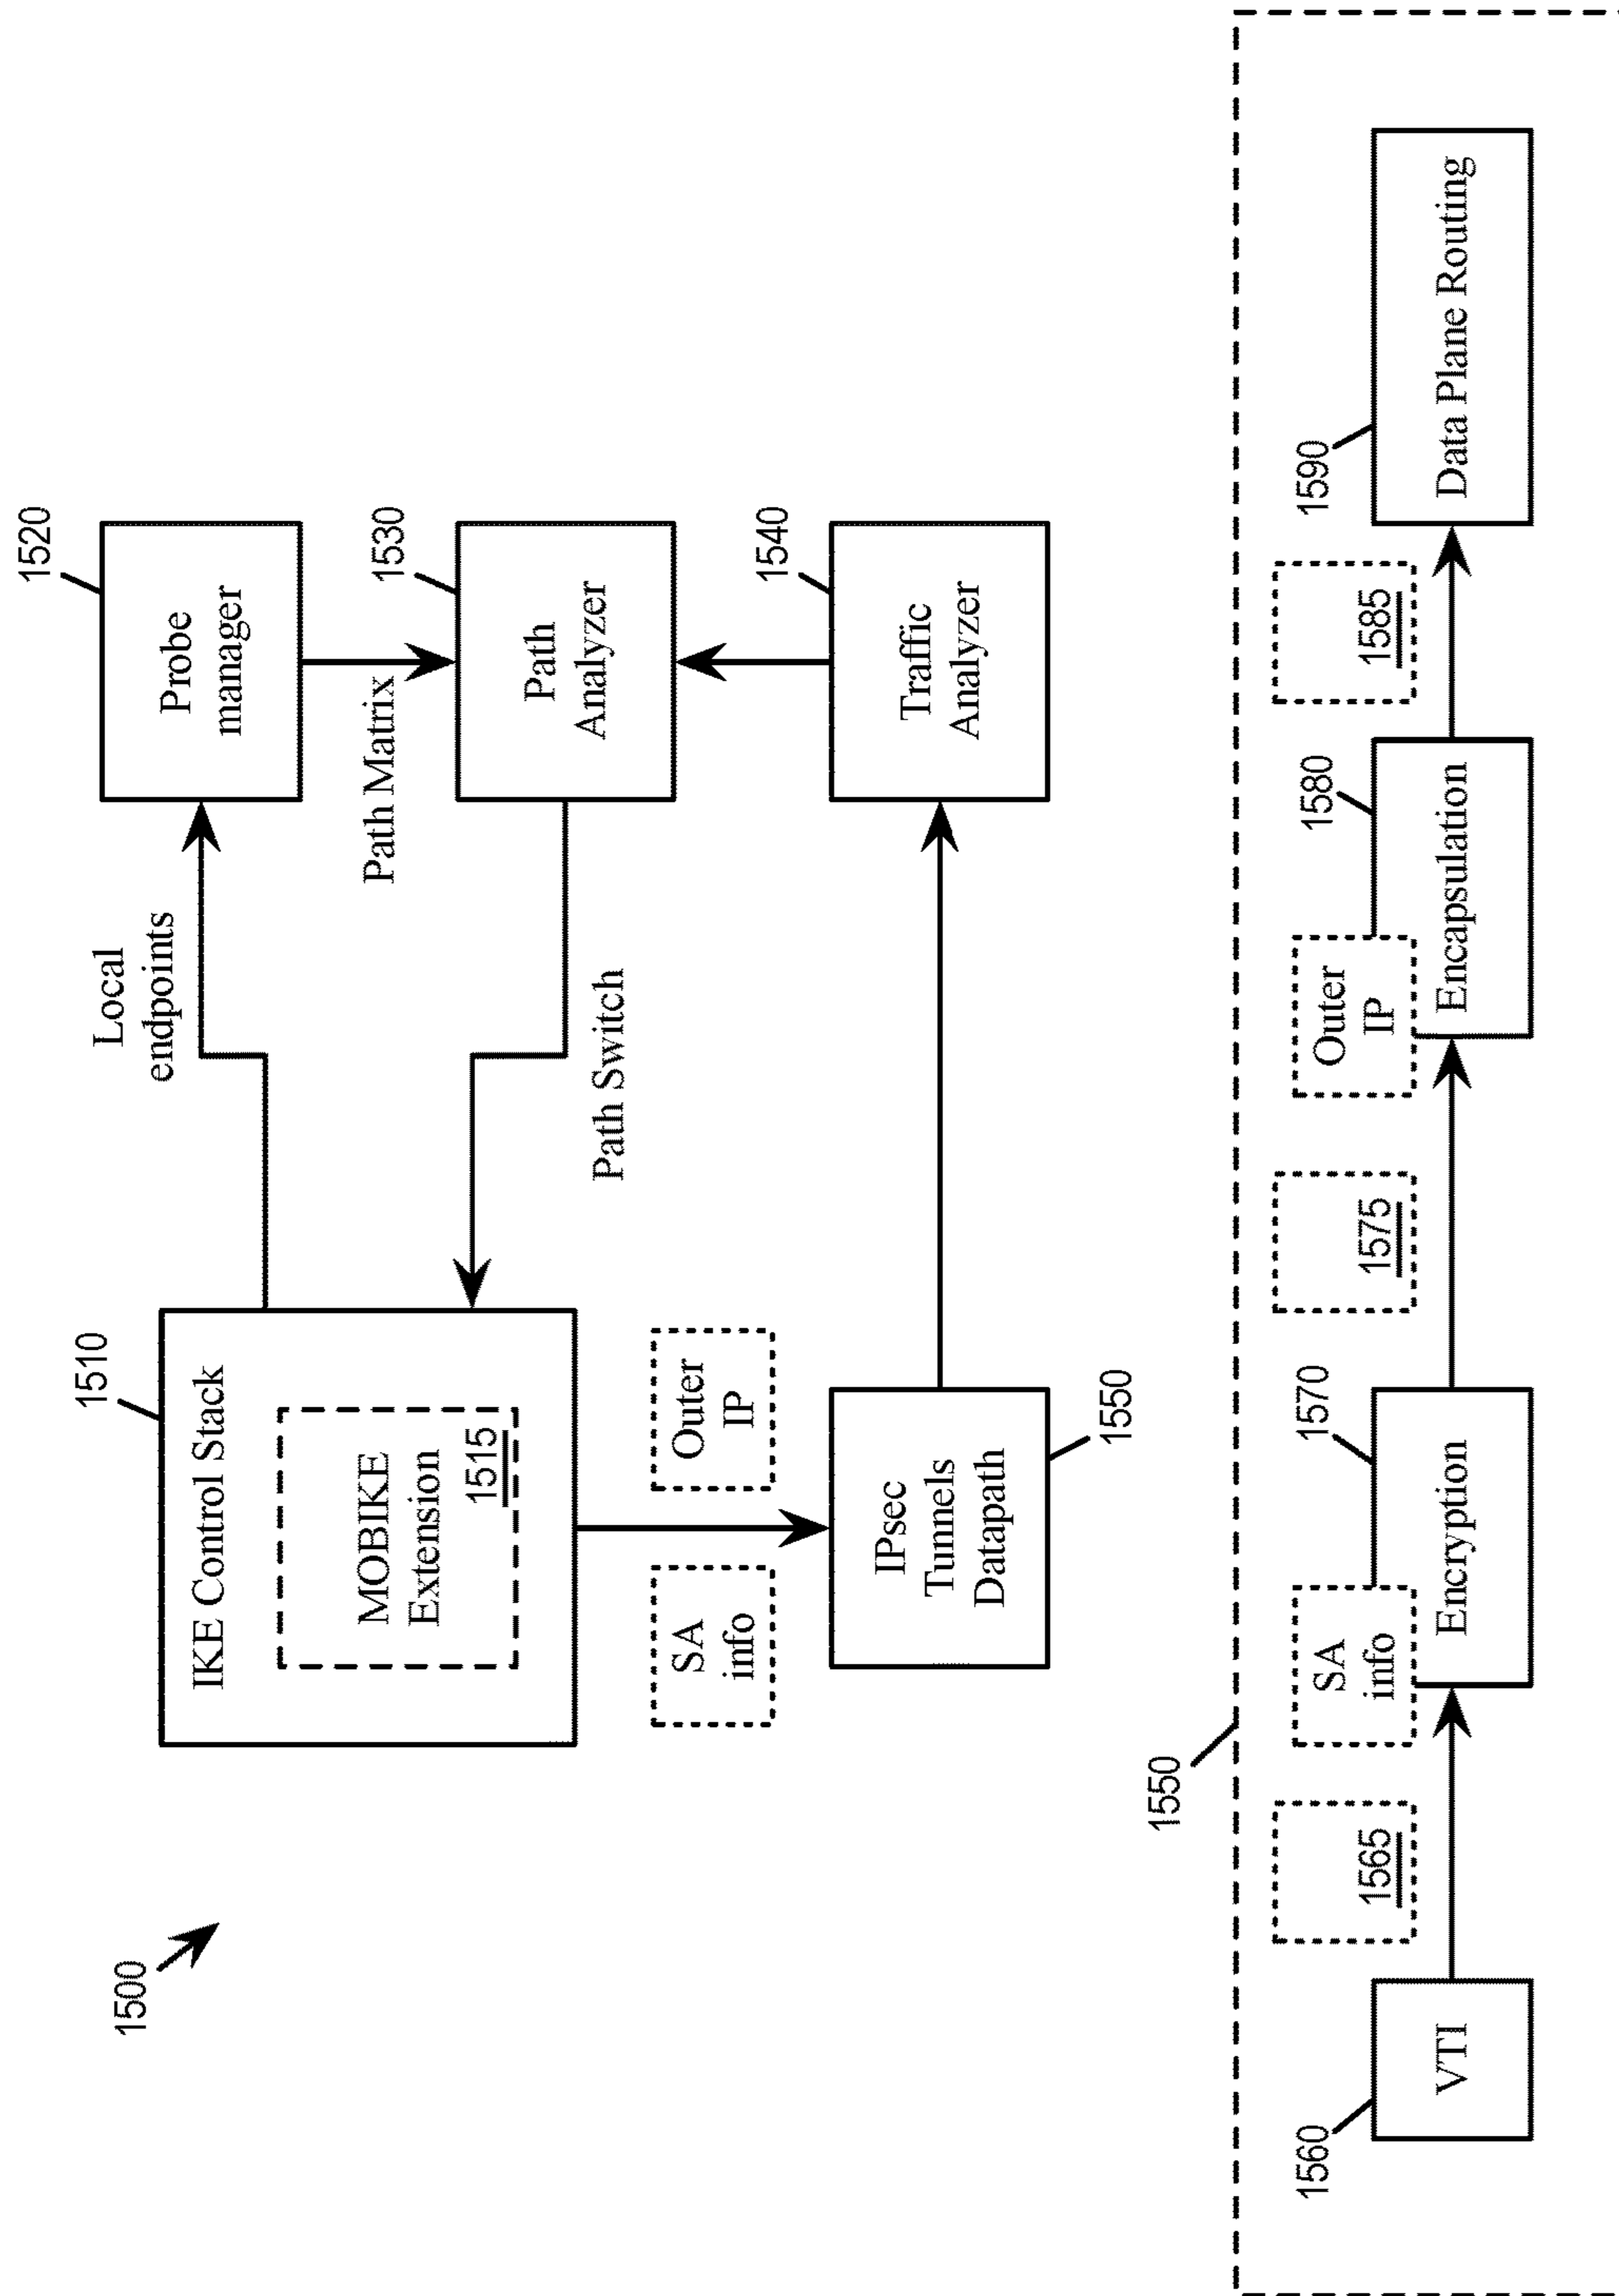 1500
1510
IKE Control Stack
MOBIKE
Extension
1515
Local
endpoints
1520
Probe
manager
Path Matrix
1530
Path
Analyzer
Path Switch
SA
info
Outer
IP
1540
Traffic
Analyzer
IPsec
Tunnels
Datapath
1550
1550
1560
VTI
1565
SA
info
1570
Encryption
1575
Outer
IP
1580
Encapsulation
1585
1590
Data Plane Routing